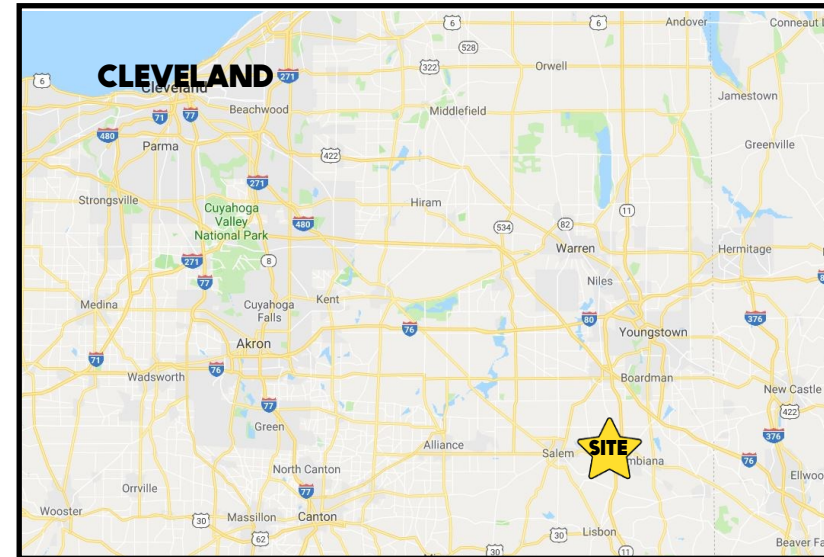 6
6
Andover
Conneaut L
528
322
Orwell
CLEVELAND
Cleveland
271
6
Jamestown
Beachwood
Middlefield
71
77
480
Parma
422
Greenville
271
Strongsville
Hiram
Cuyahoga
Valley
National Park
480
11
534
82
Warren
Hermitage
271
8
77
Niles
Medina
Cuyahoga
Falls
Kent
80
376
76
Youngstown
Akron
71
76
Wadsworth
Boardman
New Castle
77
422
Green
376
Alliance
SITE
Salem
mbiana
76
North Canton
Ellwoo
Orrville
77
Wooster
30
Massillon
Canton
62
30
Lisbon
30
11
Beaver Fa